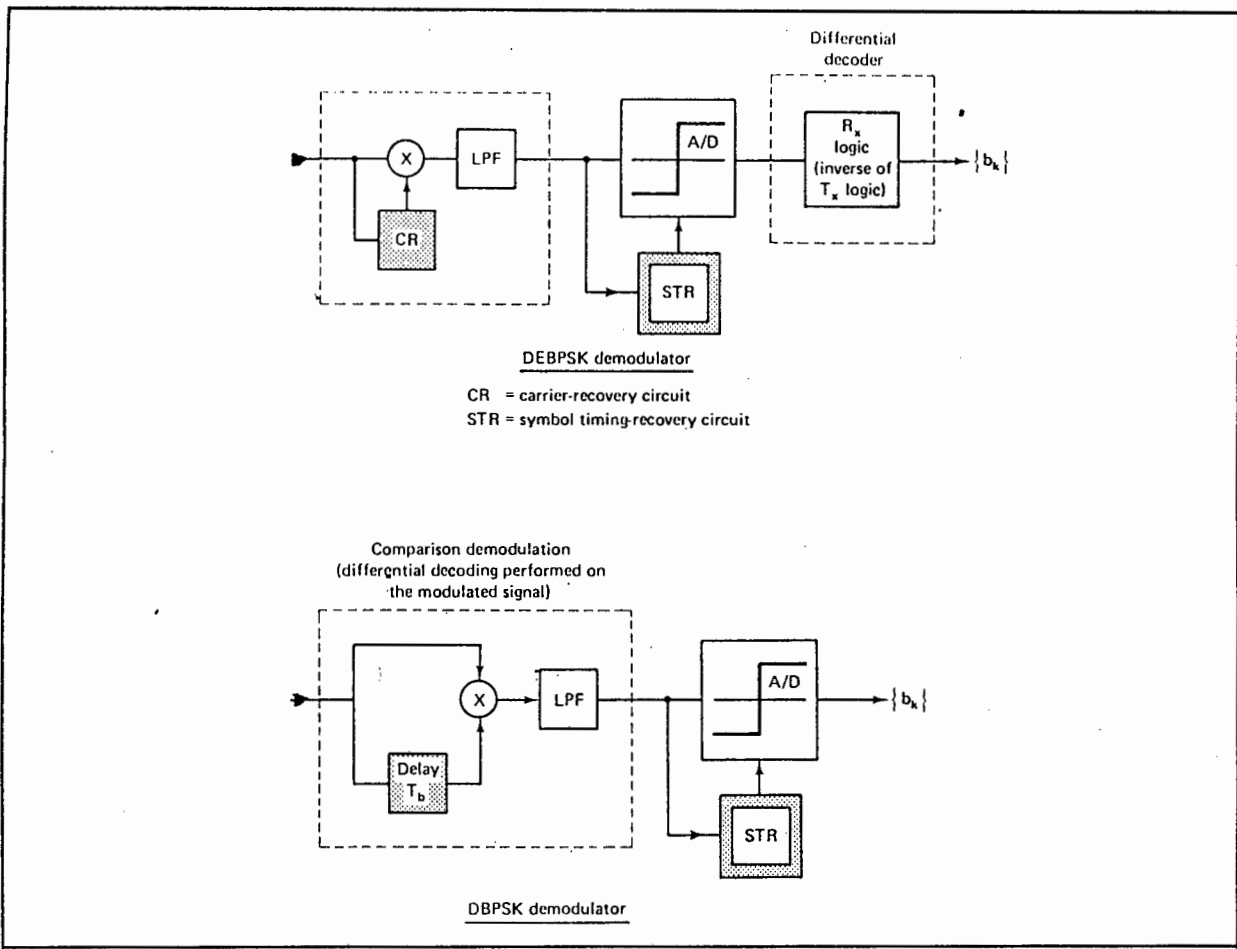 Differential
decoder
A/D
R_x
logic
(inverse of
T_x logic)
{b_k}
X
LPF
CR
STR
DEBPSK demodulator
CR = carrier-recovery circuit
STR = symbol timing-recovery circuit
Comparison demodulation
(differential decoding performed on
the modulated signal)
A/D
X
LPF
{b_k}
Delay
T_b
STR
DBPSK demodulator